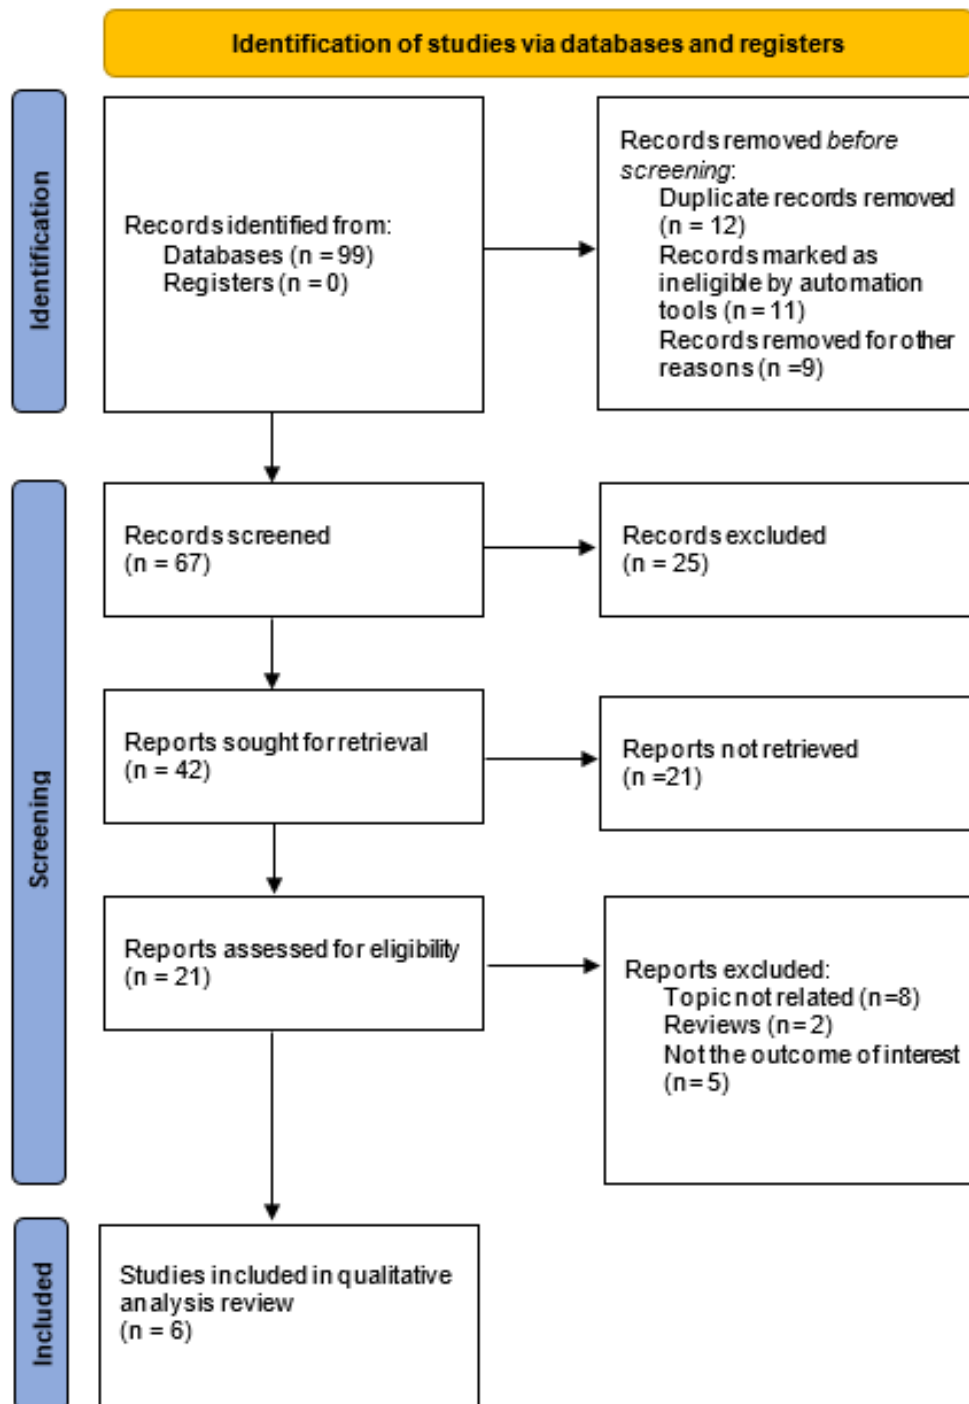 Identification of studies via databases and registers
Identification
Records identified from:
Databases (n = 99)
Registers (n = 0)
Records removed before
screening:
Duplicate records removed
(n = 12)
Records marked as
ineligible by automation
tools (n = 11)
Records removed for other
reasons (n =9)
Screening
Records screened
(n = 67)
Records excluded
(n = 25)
Reports sought for retrieval
(n = 42)
Reports not retrieved
(n =21)
Reports assessed for eligibility
(n = 21)
Reports excluded:
Topic not related (n=8)
Reviews (n= 2)
Not the outcome of interest
(n= 5)
Included
Studies included in qualitative
analysis review
(n = 6)